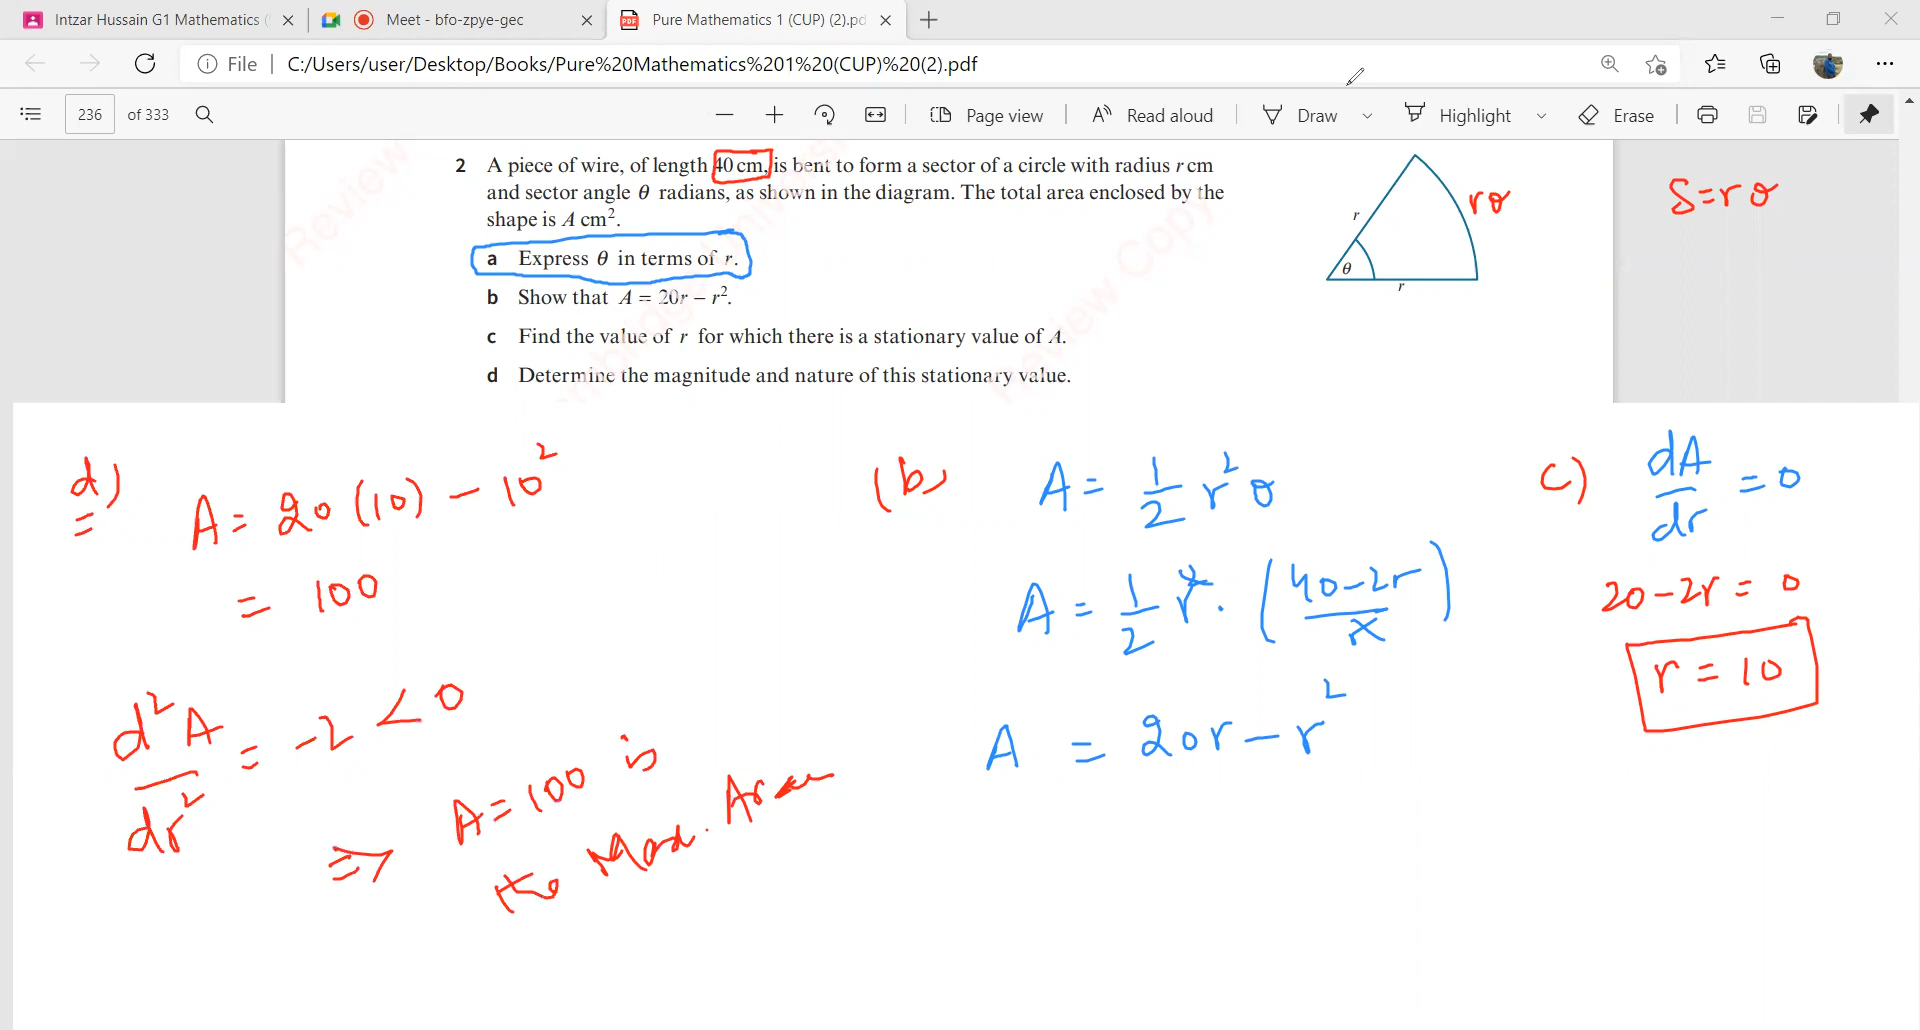 Intzar Hussain G1 Mathematics (
Meet - bfo-zpye-gec
Pure Mathematics 1 (CUP) (2).pd
File
C:/Users/user/Desktop/Books/Pure%20Mathematics%201%20(CUP)%20(2).pdf
236 of 333
Page view
Read aloud
Draw
Highlight
Erase
2 A piece of wire, of length 40 cm, is bent to form a sector of a circle with radius r cm
and sector angle θ radians, as shown in the diagram. The total area enclosed by the
shape is A cm².
a Express θ in terms of r.
b Show that A = 20r − r².
c Find the value of r for which there is a stationary value of A.
d Determine the magnitude and nature of this stationary value.
r
θ
r
rθ
S=rθ
Review
Review Copy
d)
A = 20(10) − 10²
= 100
d²A/dr² = −2 < 0
⇒ A=100 is
the Max. Area
(b)
A = 1/2 r²θ
A = 1/2 r². (40−2r/r)
A = 20r − r²
c)
dA/dr = 0
20−2r = 0
r = 10